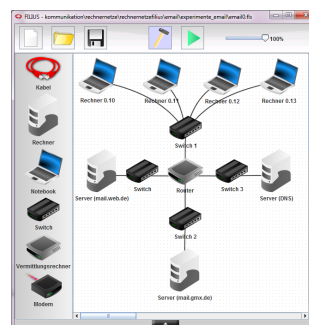 FILIUS - kommunikation\rechnernetze\rechnernetzefilius\email\experimente_email\email0.fls
100%
Kabel
Rechner
Notebook
Switch
Vermittlungsrechner
Modem
Rechner 0.10
Rechner 0.11
Rechner 0.12
Rechner 0.13
Switch 1
Server (mail.web.de)
Switch
Router
Switch 3
Server (DNS)
Switch 2
Server (mail.gmx.de)